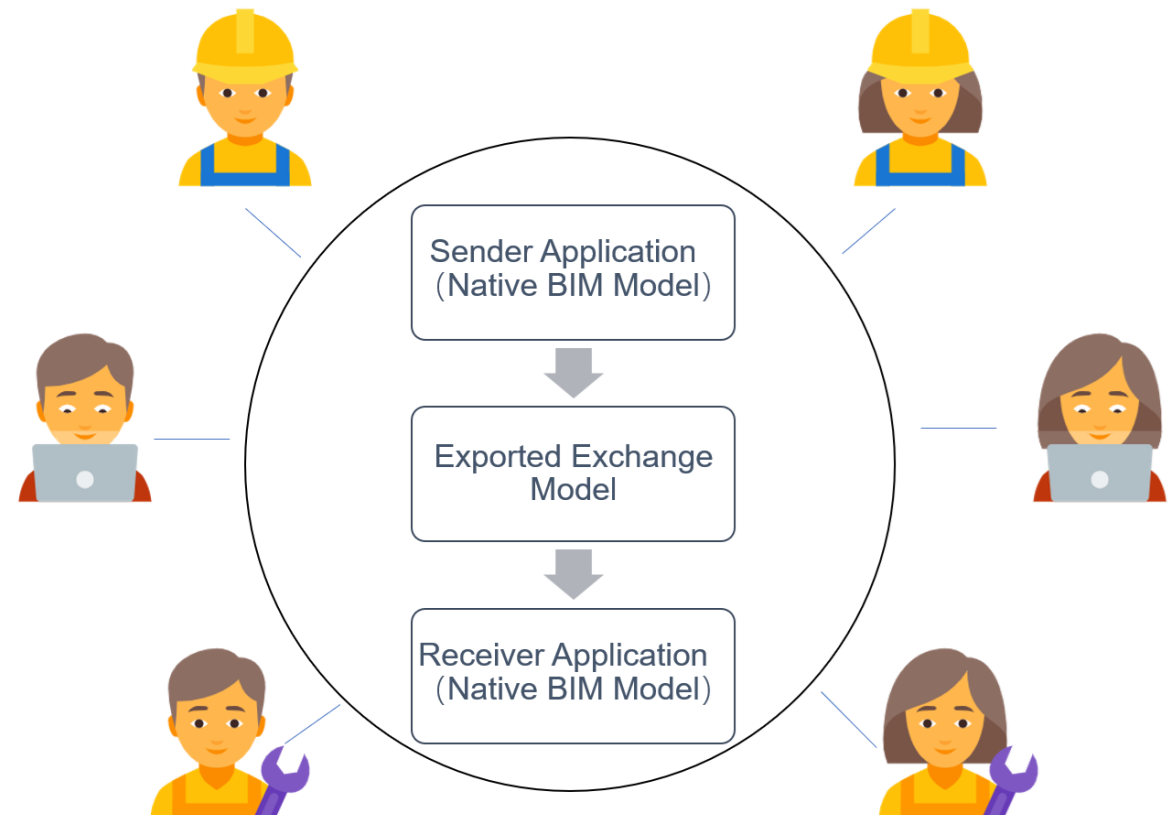 Sender Application
（Native BIM Model）
Exported Exchange
Model
Receiver Application
（Native BIM Model）